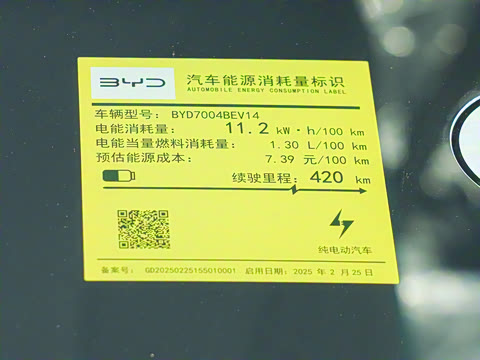 BYD 汽车能源消耗量标识
AUTOMOBILE ENERGY CONSUMPTION LABEL
车辆型号: BYD7004BEV14
电能消耗量: 11.2 kW·h/100 km
电能当量燃料消耗量: 1.30 L/100 km
预估能源成本: 7.39 元/100 km
续驶里程: 420 km
纯电动汽车
备案号: GD20250225155010001 启用日期: 2025 年 2 月 25 日